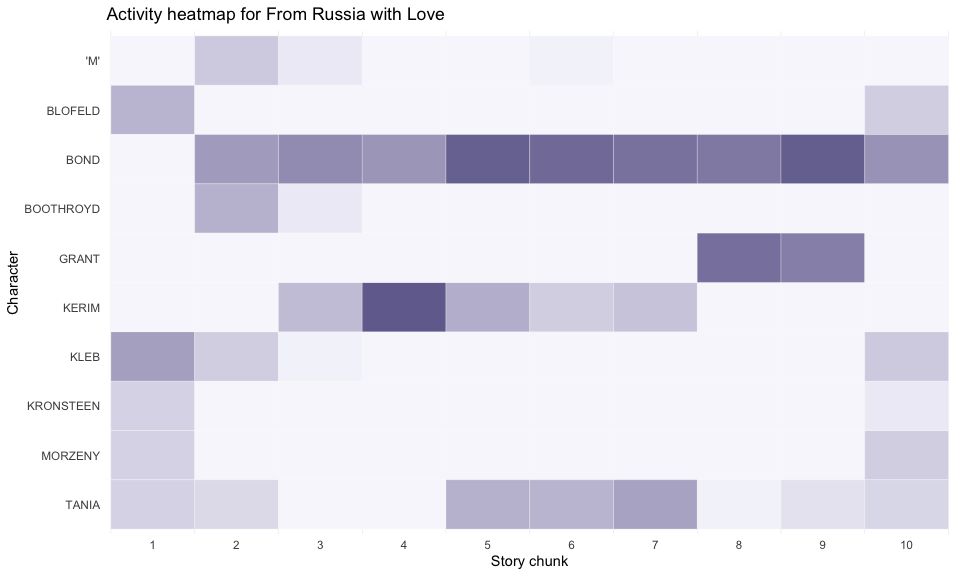 Activity heatmap for From Russia with Love
Character
'M'
BLOFELD
BOND
BOOTHROYD
GRANT
KERIM
KLEB
KRONSTEEN
MORZENY
TANIA
1 2 3 4 5 6 7 8 9 10
Story chunk